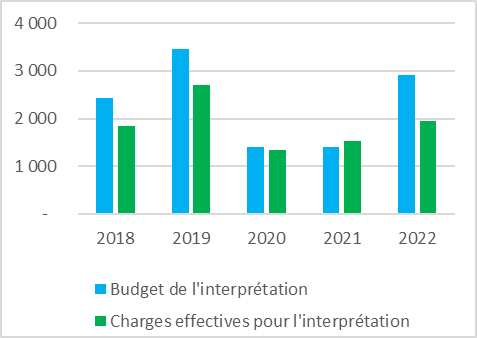 4 000
3 000
2 000
1 000
-
2018 2019 2020 2021 2022
Budget de l'interprétation
Charges effectives pour l'interprétation